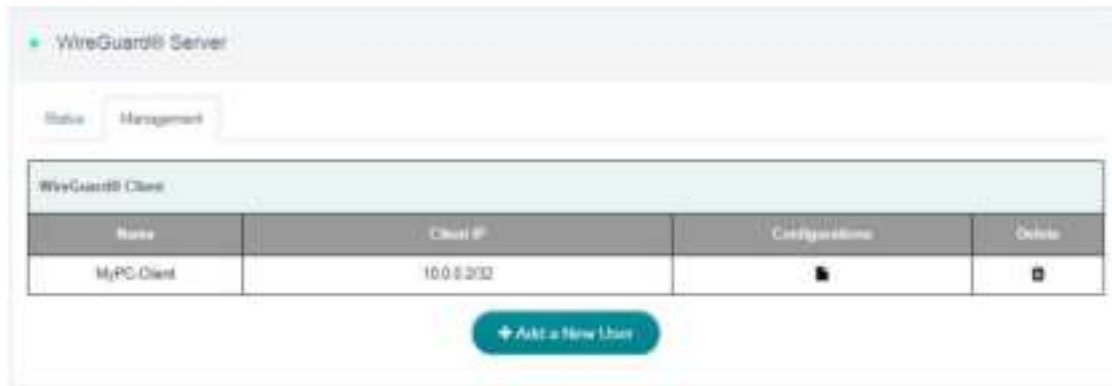 WireGuard® Server
Status Management
WireGuard® Client
Name Client IP Configurations Delete
MyPC-Client 10.0.0.2/32
+ Add a New User